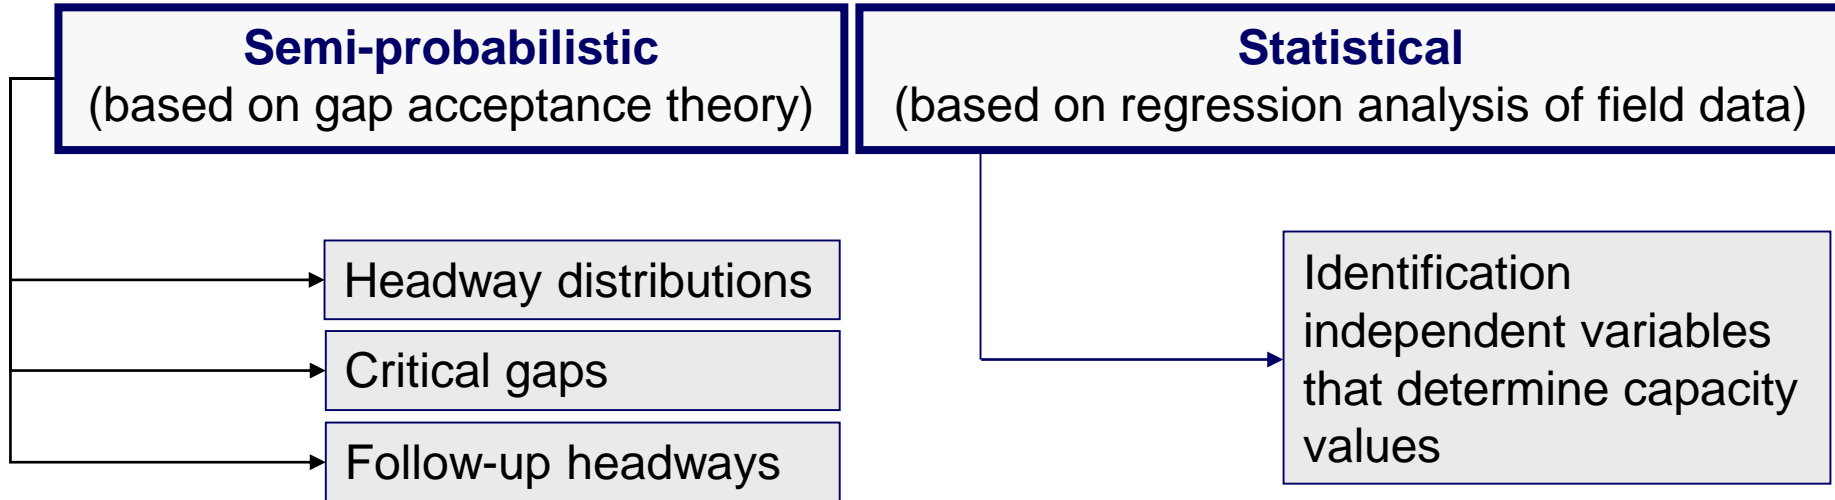 Semi-probabilistic
(based on gap acceptance theory)
Statistical
(based on regression analysis of field data)
Headway distributions
Critical gaps
Follow-up headways
Identification
independent variables
that determine capacity
values